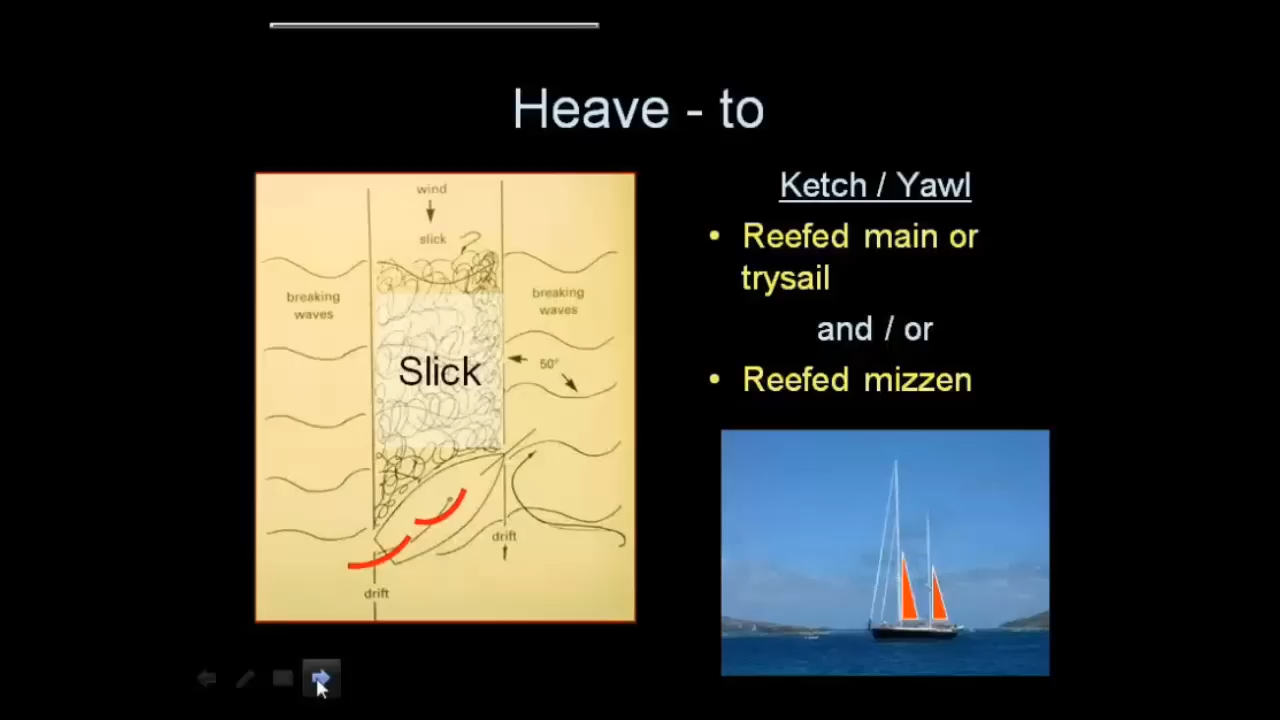 Heave - to
wind
slick
breaking
waves
breaking
waves
Slick
50°
drift
drift
Ketch / Yawl
• Reefed main or
trysail
and / or
• Reefed mizzen